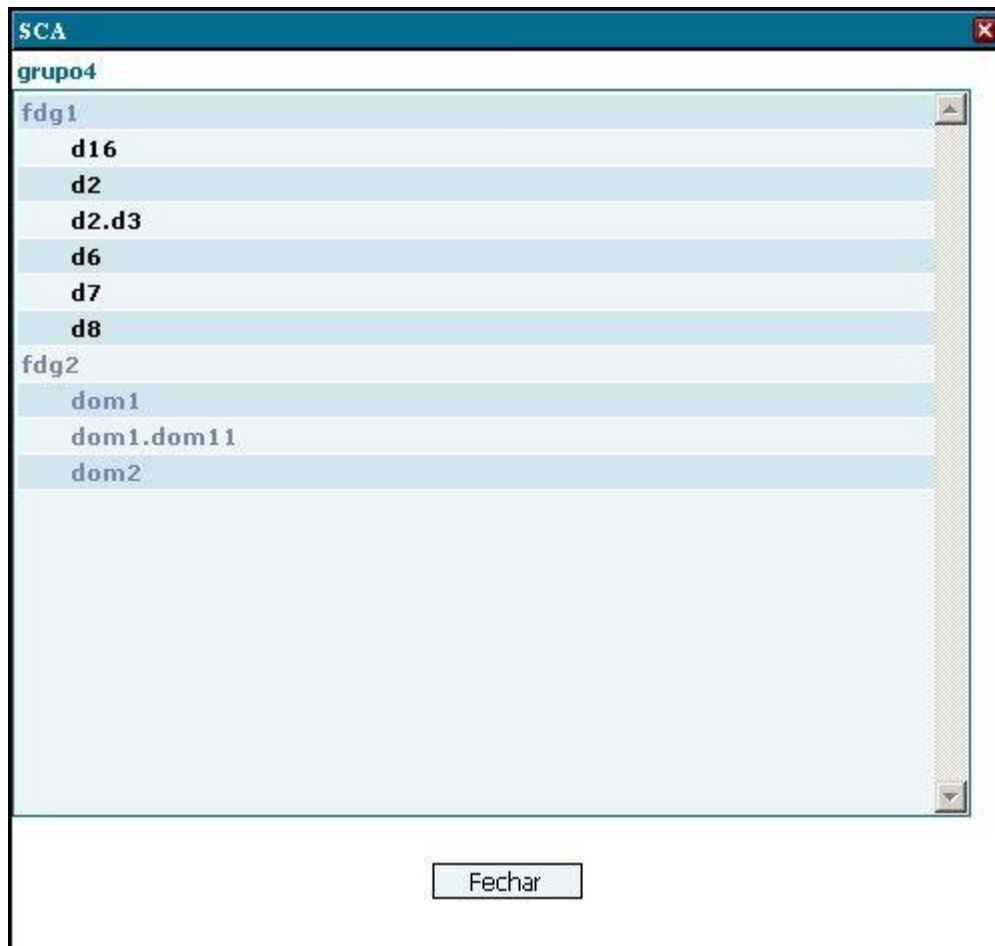 SCA
grupo4
fdg1
d16
d2
d2.d3
d6
d7
d8
fdg2
dom1
dom1.dom11
dom2
Fechar